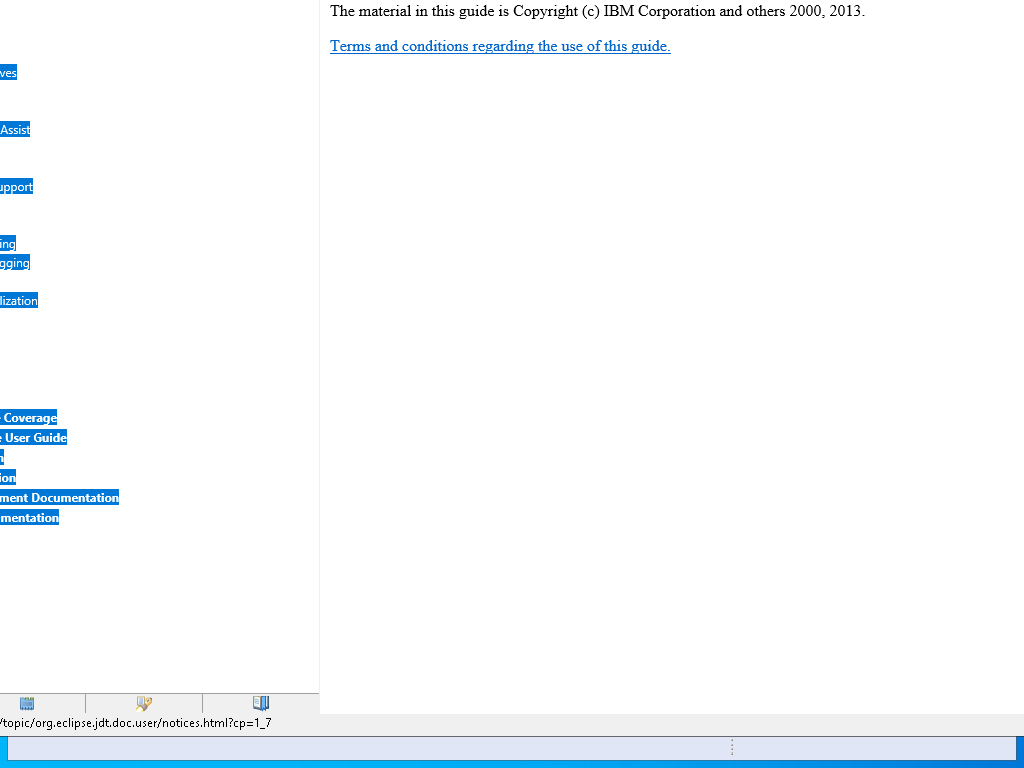 The material in this guide is Copyright (c) IBM Corporation and others 2000, 2013.
Terms and conditions regarding the use of this guide.
ves
Assist
upport
ing
gging
lization
Coverage
e User Guide
n
ion
ment Documentation
mentation
/topic/org.eclipse.jdt.doc.user/notices.html?cp=1_7